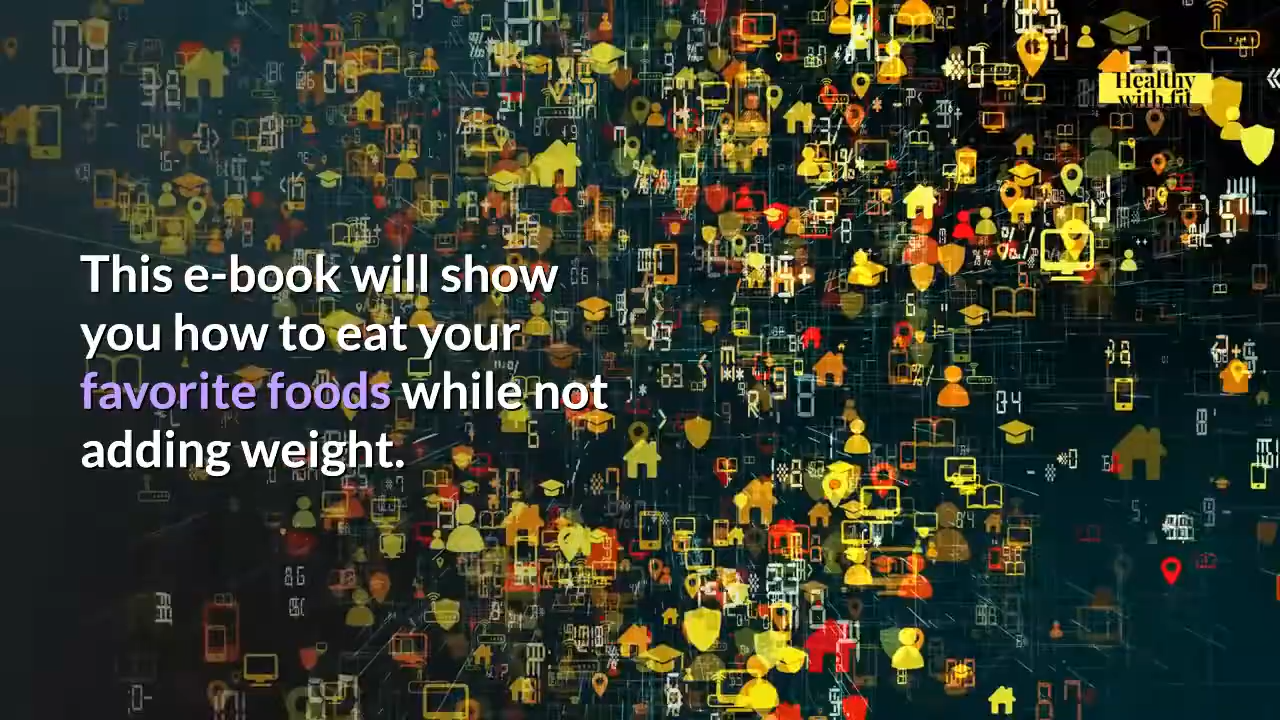 Healthy
with fit
This e-book will show
you how to eat your
favorite foods while not
adding weight.